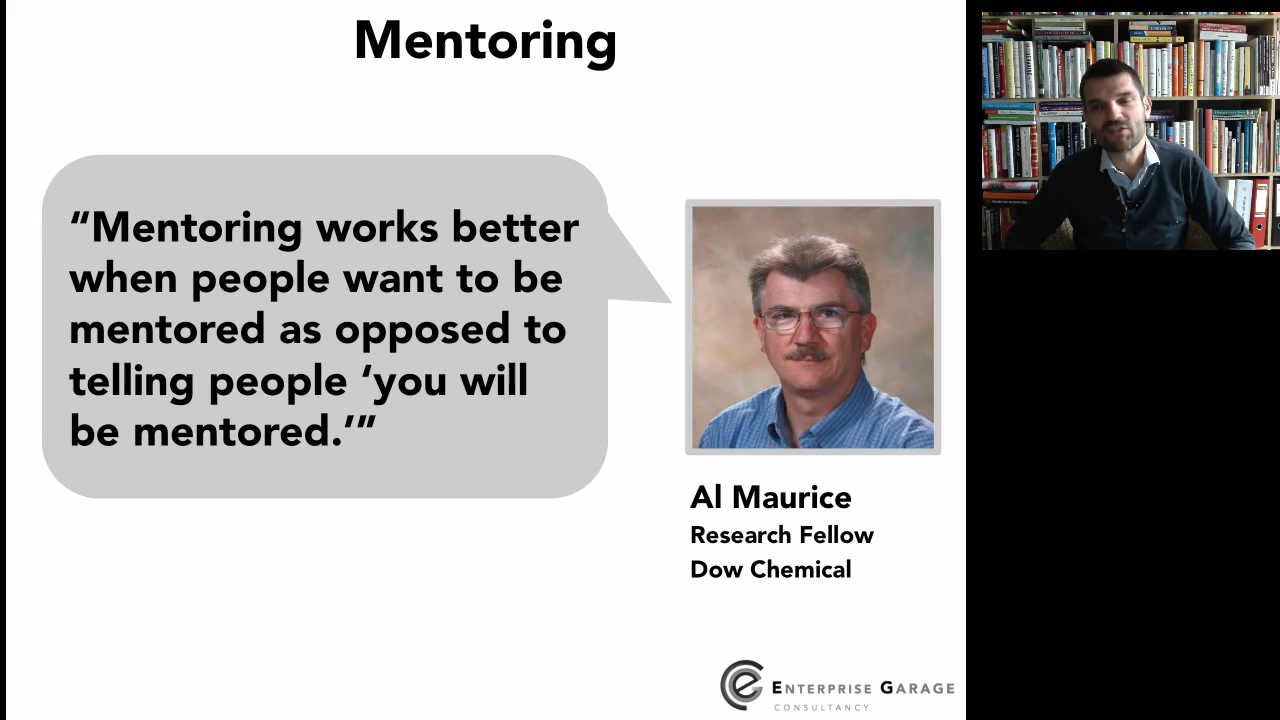 Mentoring
“Mentoring works better
when people want to be
mentored as opposed to
telling people ‘you will
be mentored.’”
Al Maurice
Research Fellow
Dow Chemical
ENTERPRISE GARAGE
CONSULTANCY